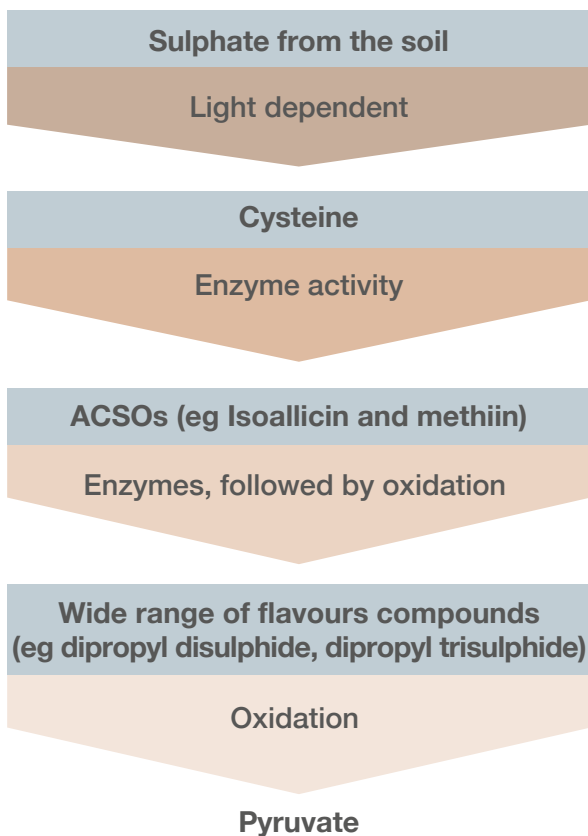 Sulphate from the soil
Light dependent
Cysteine
Enzyme activity
ACSOs (eg Isoallicin and methiin)
Enzymes, followed by oxidation
Wide range of flavours compounds
(eg dipropyl disulphide, dipropyl trisulphide)
Oxidation
Pyruvate